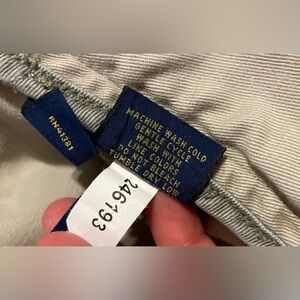 RN41381
MACHINE WASH COLD
GENTLE CYCLE
WASH WITH
LIKE COLORS
DO NOT BLEACH
TUMBLE DRY LOW
246193